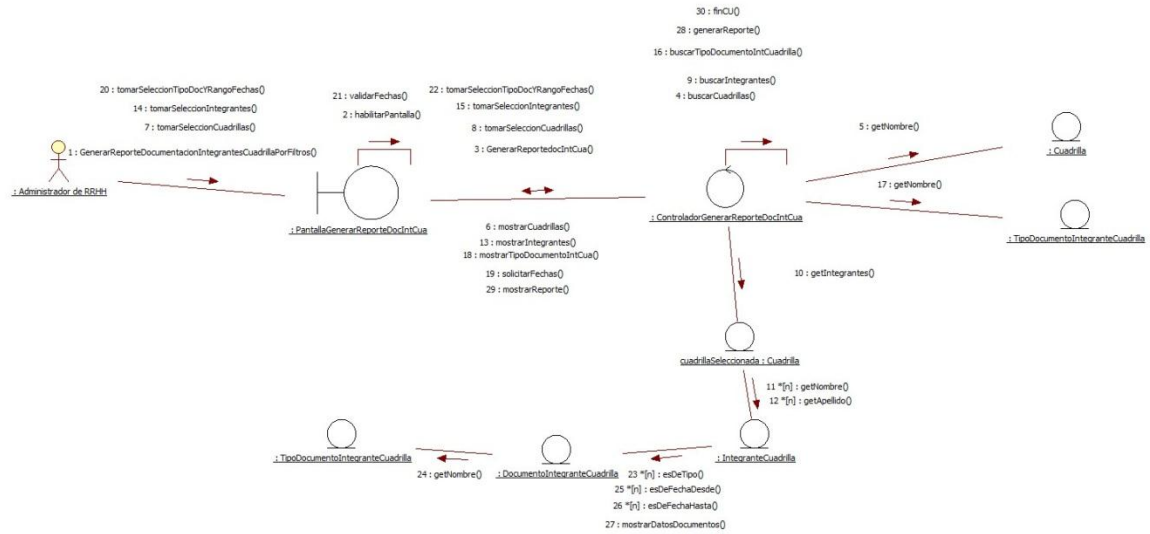 30 : finCU()
28 : generarReporte()
16 : buscarTipoDocumentoIntCuadrilla()
9 : buscarIntegrantes()
4 : buscarCuadrillas()
20 : tomarSeleccionTipoDocYRangoFechas()
14 : tomarSeleccionIntegrantes()
7 : tomarSeleccionCuadrillas()
1 : GenerarReporteDocumentacionIntegrantesCuadrillaPorFiltros()
21 : validarFechas()
2 : habilitarPantalla()
22 : tomarSeleccionTipoDocYRangoFechas()
15 : tomarSeleccionIntegrantes()
8 : tomarSeleccionCuadrillas()
3 : GenerarReportedocIntCua()
5 : getNombre()
: Cuadrilla
17 : getNombre()
: Administrador de RRHH
: PantallaGenerarReporteDocIntCua
: ControladorGenerarReporteDocIntCua
: TipoDocumentoIntegranteCuadrilla
6 : mostrarCuadrillas()
13 : mostrarIntegrantes()
18 : mostrarTipoDocumentoIntCua()
19 : solicitarFechas()
29 : mostrarReporte()
10 : getIntegrantes()
cuadrillaSeleccionada : Cuadrilla
11 *[n] : getNombre()
12 *[n] : getApellido()
: TipoDocumentoIntegranteCuadrilla
: DocumentoIntegranteCuadrilla
: IntegranteCuadrilla
24 : getNombre()
23 *[n] : esDeTipo()
25 *[n] : esDeFechaDesde()
26 *[n] : esDeFechaHasta()
27 : mostrarDatosDocumentos()